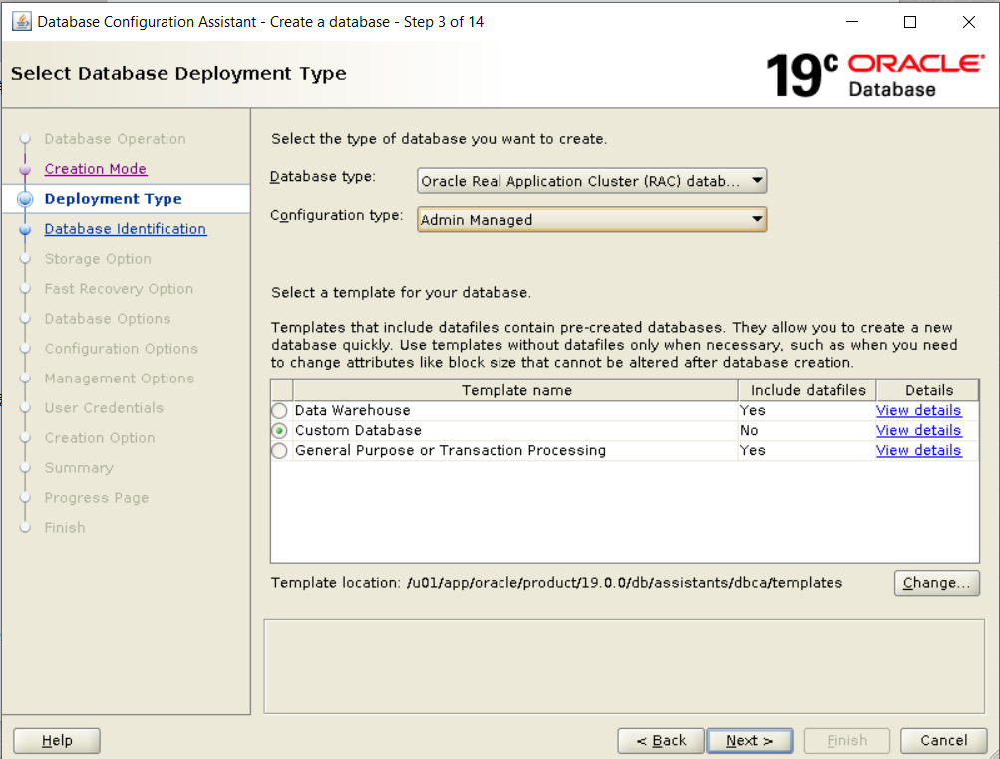 Database Configuration Assistant - Create a database - Step 3 of 14
Select Database Deployment Type
19c ORACLE
Database
Database Operation
Creation Mode
Deployment Type
Database Identification
Storage Option
Fast Recovery Option
Database Options
Configuration Options
Management Options
User Credentials
Creation Option
Summary
Progress Page
Finish
Select the type of database you want to create.
Database type: Oracle Real Application Cluster (RAC) datab...
Configuration type: Admin Managed
Select a template for your database.
Templates that include datafiles contain pre-created databases. They allow you to create a new
database quickly. Use templates without datafiles only when necessary, such as when you need
to change attributes like block size that cannot be altered after database creation.
Template name Include datafiles Details
Data Warehouse Yes View details
Custom Database No View details
General Purpose or Transaction Processing Yes View details
Template location: /u01/app/oracle/product/19.0.0/db/assistants/dbca/templates Change...
Help < Back Next > Finish Cancel